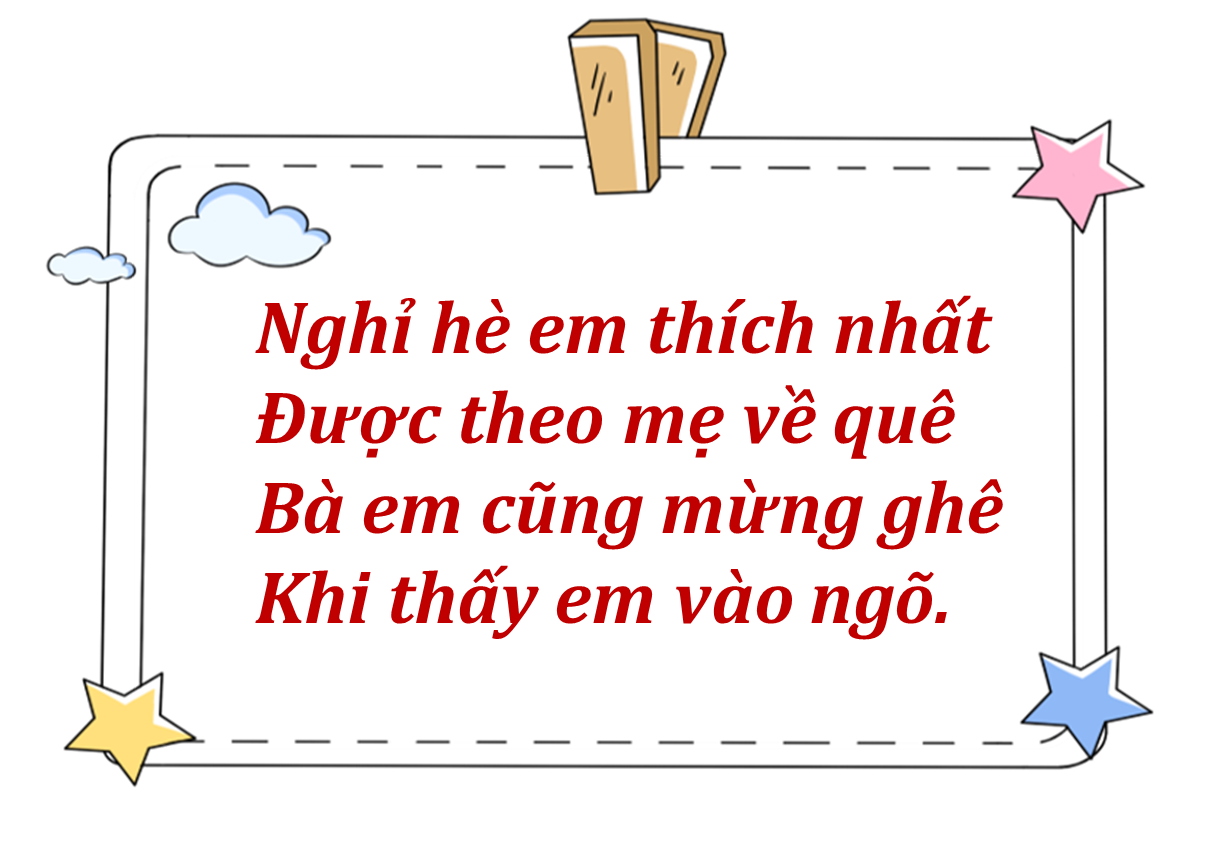 Nghỉ hè em thích nhất
Được theo mẹ về quê
Bà em cũng mừng ghê
Khi thấy em vào ngõ.